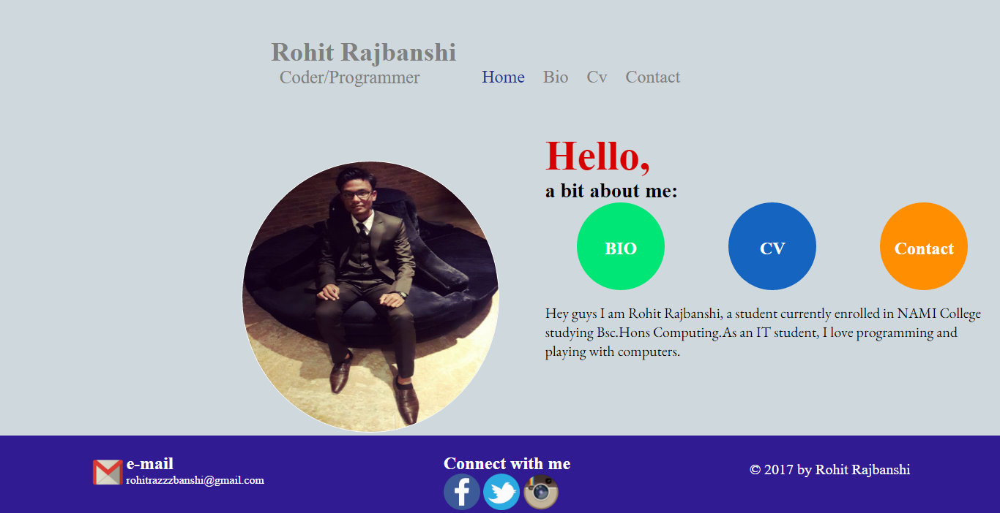 Rohit Rajbanshi
Coder/Programmer
Home Bio Cv Contact
Hello,
a bit about me:
BIO CV Contact
Hey guys I am Rohit Rajbanshi, a student currently enrolled in NAMI College
studying Bsc.Hons Computing.As an IT student, I love programming and
playing with computers.
e-mail
rohitrazzzbanshi@gmail.com
Connect with me
© 2017 by Rohit Rajbanshi